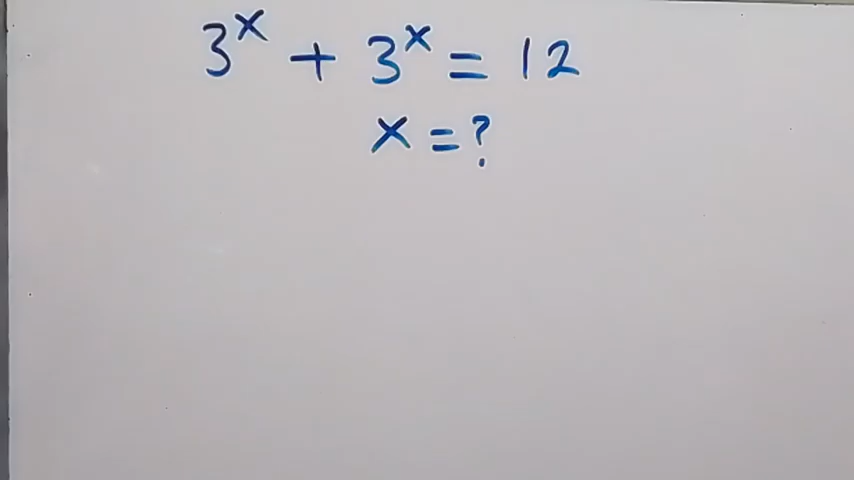 3^x + 3^x = 12
x = ?